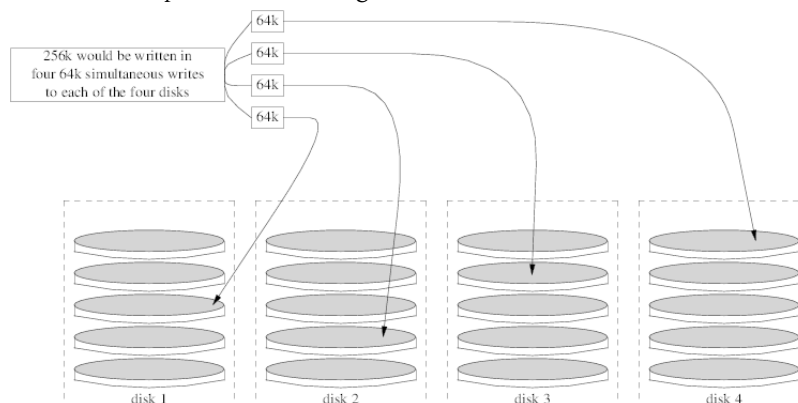 64k
256k would be written in
four 64k simultaneous writes
to each of the four disks
64k
64k
64k
disk 1
disk 2
disk 3
disk 4